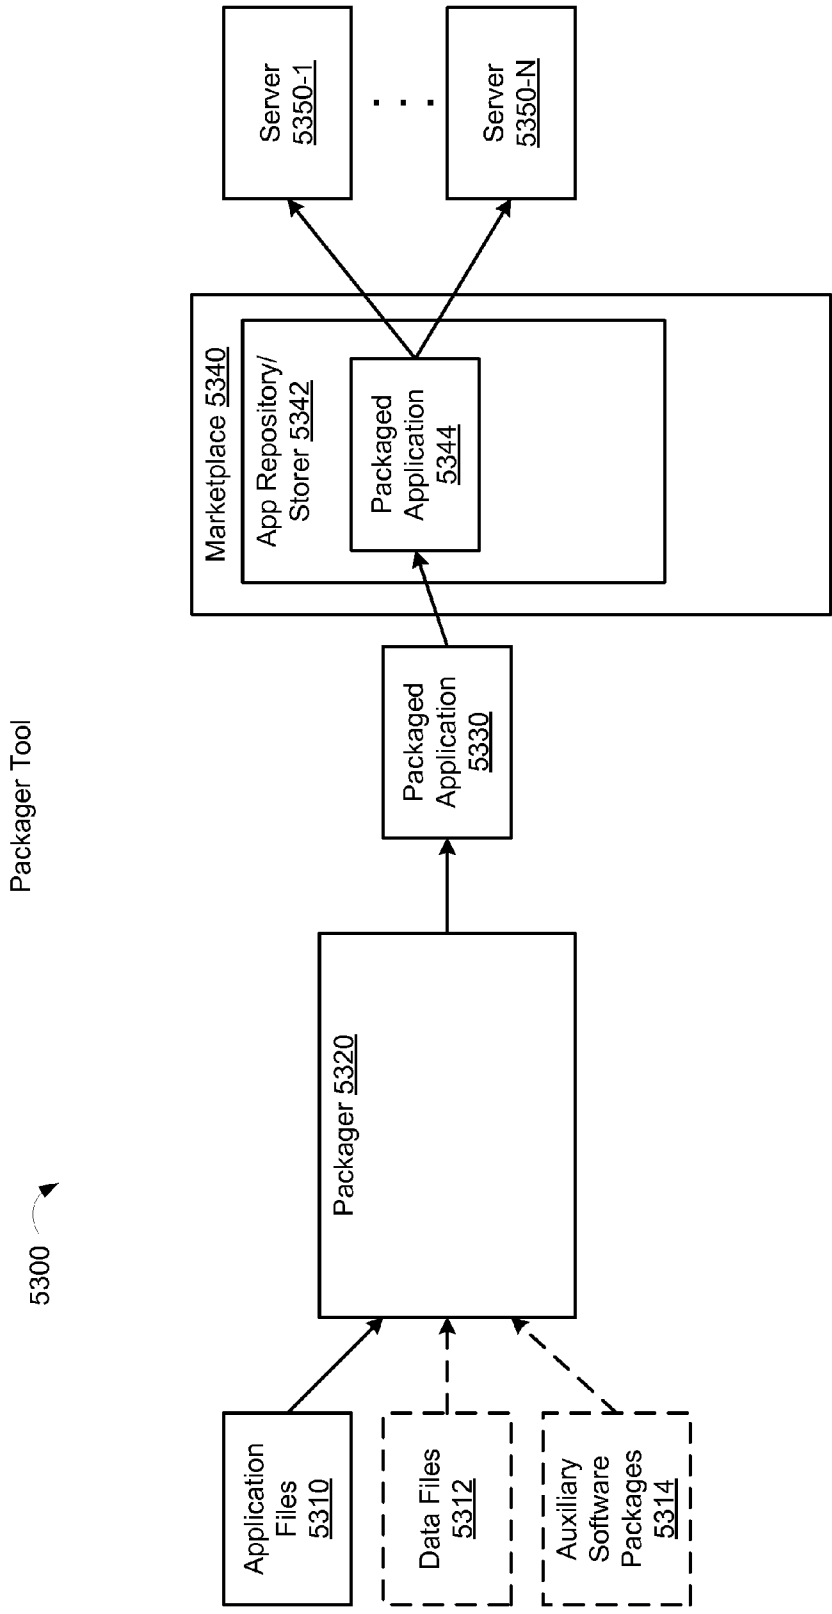 Packager Tool
5300
Application
Files
5310
Data Files
5312
Auxiliary
Software
Packages
5314
Packager 5320
Packaged
Application
5330
Marketplace 5340
App Repository/
Storer 5342
Packaged
Application
5344
Server
5350-1
. . .
Server
5350-N